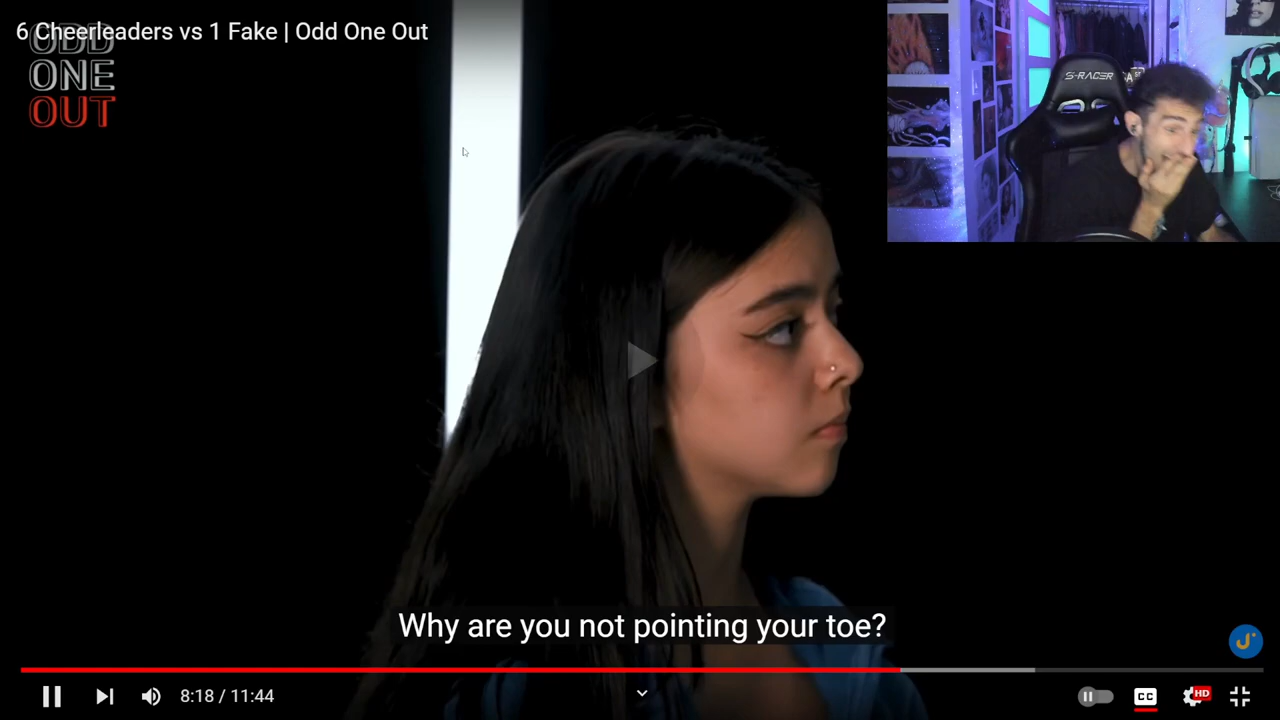 6 Cheerleaders vs 1 Fake | Odd One Out
ODD
ONE
OUT
S-RACER
Why are you not pointing your toe?
8:18 / 11:44
CC
HD